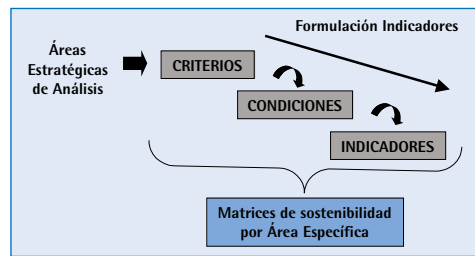 Formulación Indicadores
Áreas
Estratégicas
de Análisis
CRITERIOS
CONDICIONES
INDICADORES
Matrices de sostenibilidad
por Área Específica